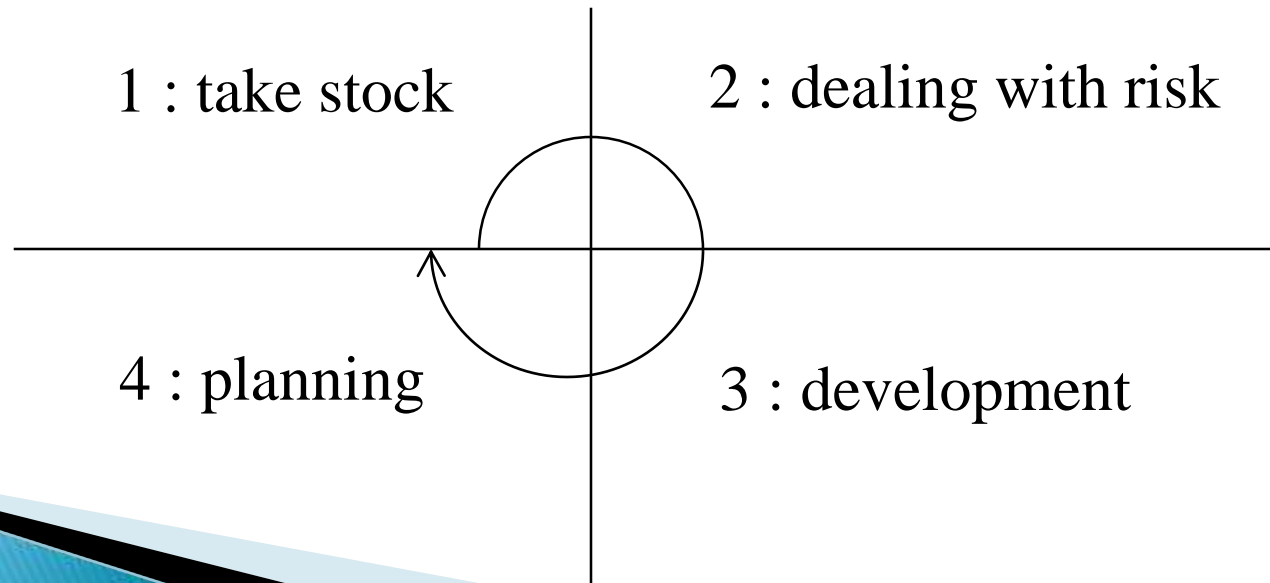 1 : take stock
2 : dealing with risk
4 : planning
3 : development